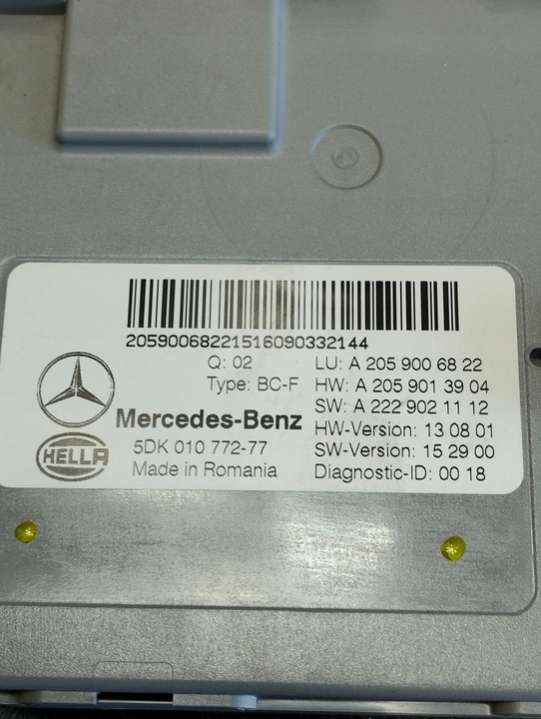 2059006822151609033​2144
Q: 02
Type: BC-F
LU: A 205 900 68 22
HW: A 205 901 39 04
SW: A 222 902 11 12
Mercedes-Benz
HW-Version: 13 08 01
HELLA
5DK 010 772-77
SW-Version: 15 29 00
Made in Romania
Diagnostic-ID: 00 18